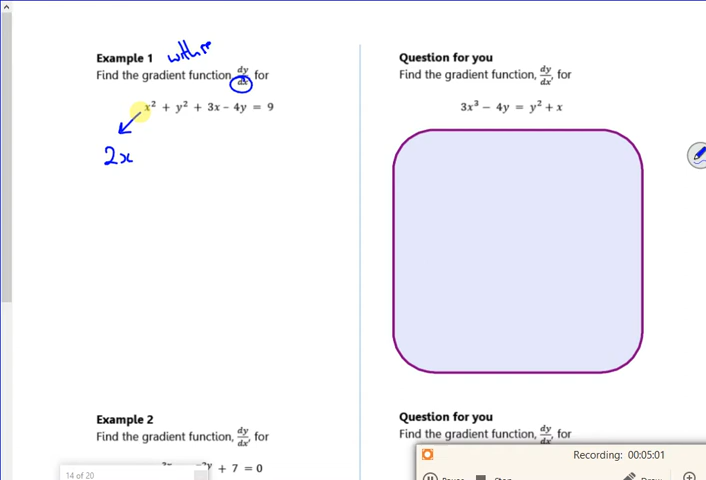 Example 1
Find the gradient function, dy/dx, for
x² + y² + 3x − 4y = 9
2x
Example 2
Find the gradient function, dy/dx, for
+ 7 = 0
14 of 20
Question for you
Find the gradient function, dy/dx, for
3x³ − 4y = y² + x
Question for you
Find the gradient function, dy/dx, for
Recording: 00:05:01